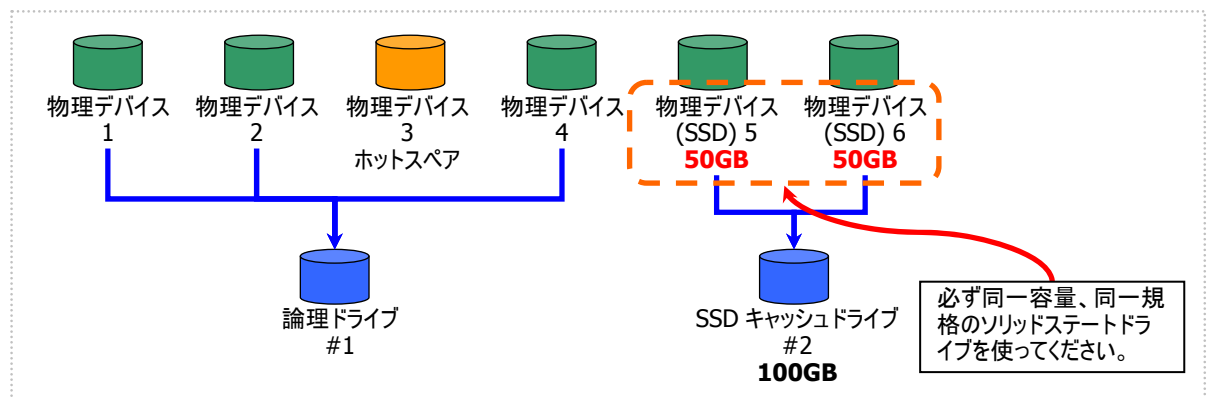 物理デバイス
1
物理デバイス
2
物理デバイス
3
ホットスペア
物理デバイス
4
物理デバイス
(SSD) 5
50GB
物理デバイス
(SSD) 6
50GB
論理ドライブ
#1
SSD キャッシュドライブ
#2
100GB
必ず同一容量、同一規
格のソリッドステートドラ
イブを使ってください。